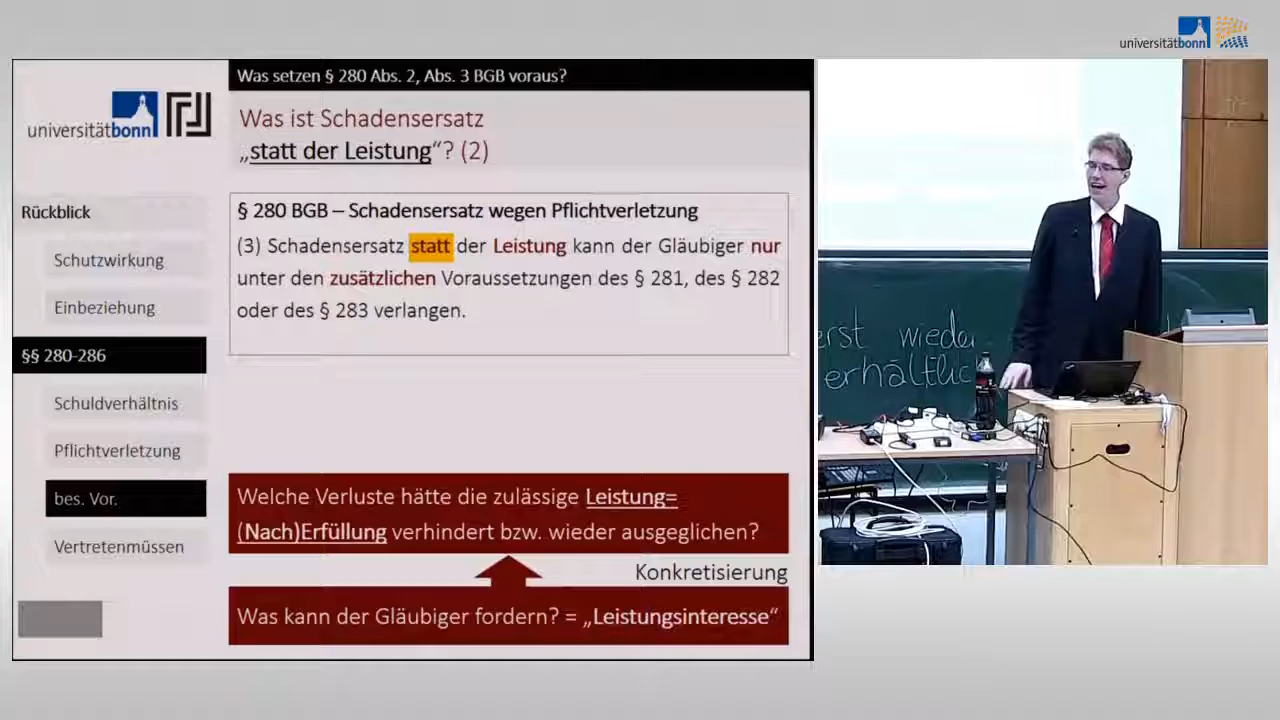 universitätbonn
Was setzen § 280 Abs. 2, Abs. 3 BGB voraus?
universitätbonn
Was ist Schadensersatz
„statt der Leistung“? (2)
Rückblick
Schutzwirkung
Einbeziehung
§§ 280-286
Schuldverhältnis
Pflichtverletzung
bes. Vor.
Vertretenmüssen
§ 280 BGB – Schadensersatz wegen Pflichtverletzung
(3) Schadensersatz statt der Leistung kann der Gläubiger nur
unter den zusätzlichen Voraussetzungen des § 281, des § 282
oder des § 283 verlangen.
Welche Verluste hätte die zulässige Leistung=
(Nach)Erfüllung verhindert bzw. wieder ausgeglichen?
Konkretisierung
Was kann der Gläubiger fordern? = „Leistungsinteresse“
erst wieder
erhältlic